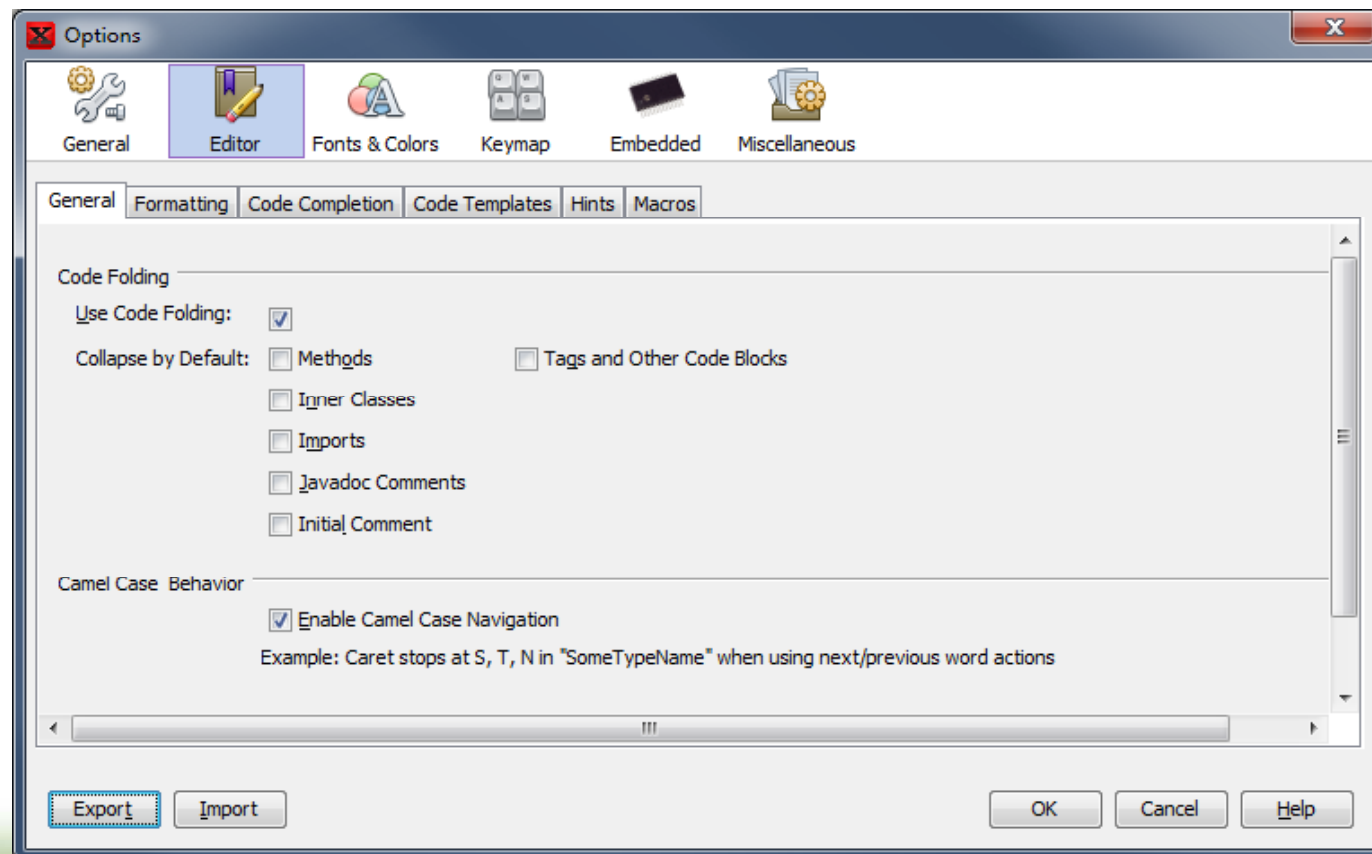 Options
General Editor Fonts & Colors Keymap Embedded Miscellaneous
General Formatting Code Completion Code Templates Hints Macros
Code Folding
Use Code Folding:
Collapse by Default: Methods Tags and Other Code Blocks
Inner Classes
Imports
Javadoc Comments
Initial Comment
Camel Case Behavior
Enable Camel Case Navigation
Example: Caret stops at S, T, N in "SomeTypeName" when using next/previous word actions
Export Import OK Cancel Help